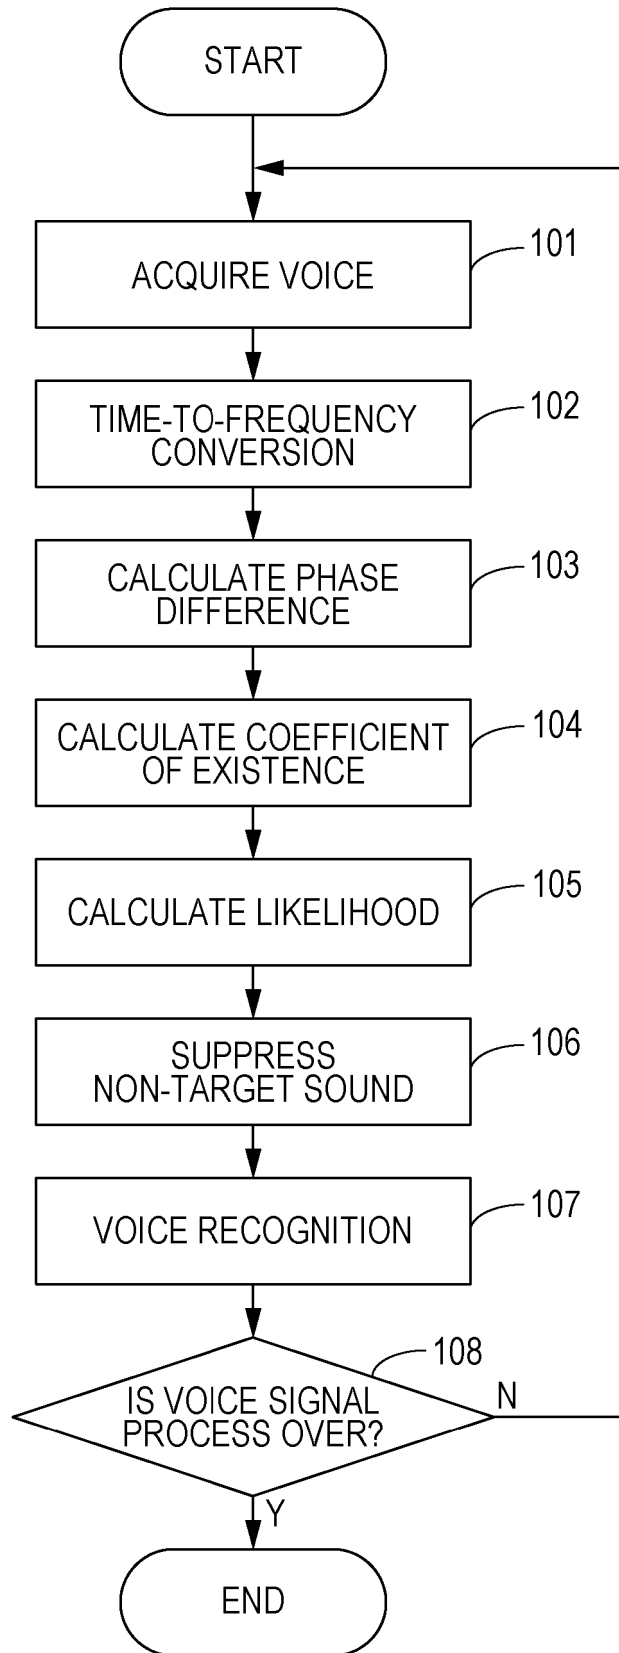 START
ACQUIRE VOICE
101
TIME-TO-FREQUENCY
CONVERSION
102
CALCULATE PHASE
DIFFERENCE
103
CALCULATE COEFFICIENT
OF EXISTENCE
104
CALCULATE LIKELIHOOD
105
SUPPRESS
NON-TARGET SOUND
106
VOICE RECOGNITION
107
IS VOICE SIGNAL
PROCESS OVER?
108
N
Y
END